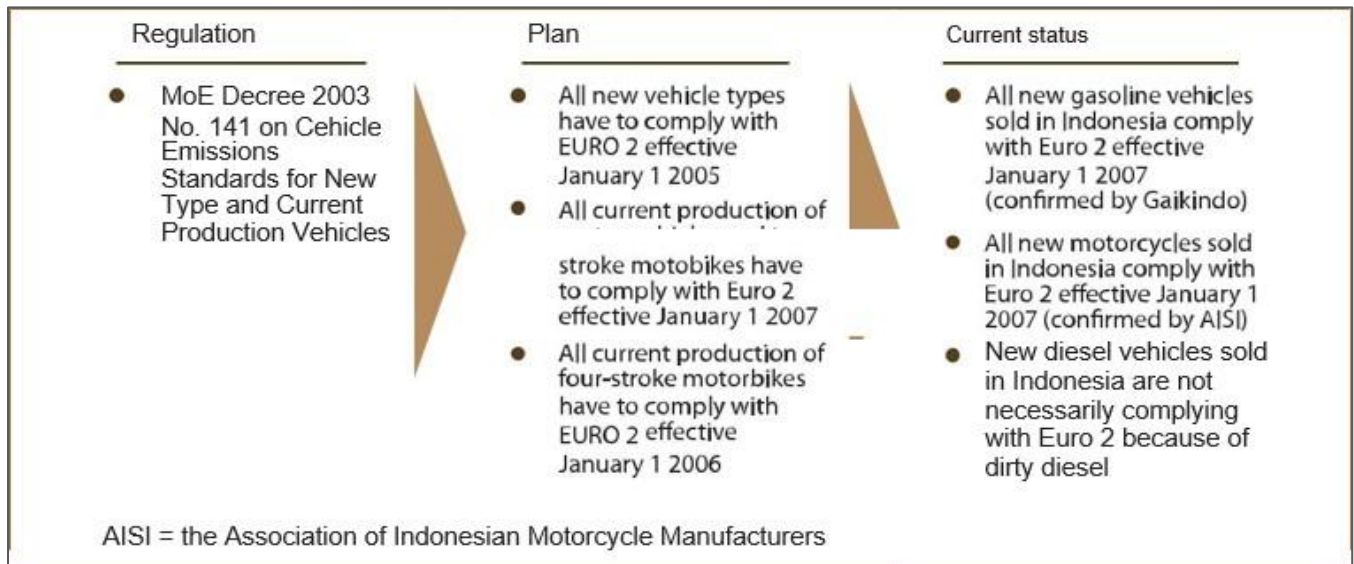 Regulation
MoE Decree 2003
No. 141 on Cehicle
Emissions
Standards for New
Type and Current
Production Vehicles
Plan
All new vehicle types
have to comply with
EURO 2 effective
January 1 2005
All current production of
stroke motobikes have
to comply with Euro 2
effective January 1 2007
All current production of
four-stroke motorbikes
have to comply with
EURO 2 effective
January 1 2006
Current status
All new gasoline vehicles
sold in Indonesia comply
with Euro 2 effective
January 1 2007
(confirmed by Gaikindo)
All new motorcycles sold
in Indonesia comply with
Euro 2 effective January 1
2007 (confirmed by AISI)
New diesel vehicles sold
in Indonesia are not
necessarily complying
with Euro 2 because of
dirty diesel
AISI = the Association of Indonesian Motorcycle Manufacturers